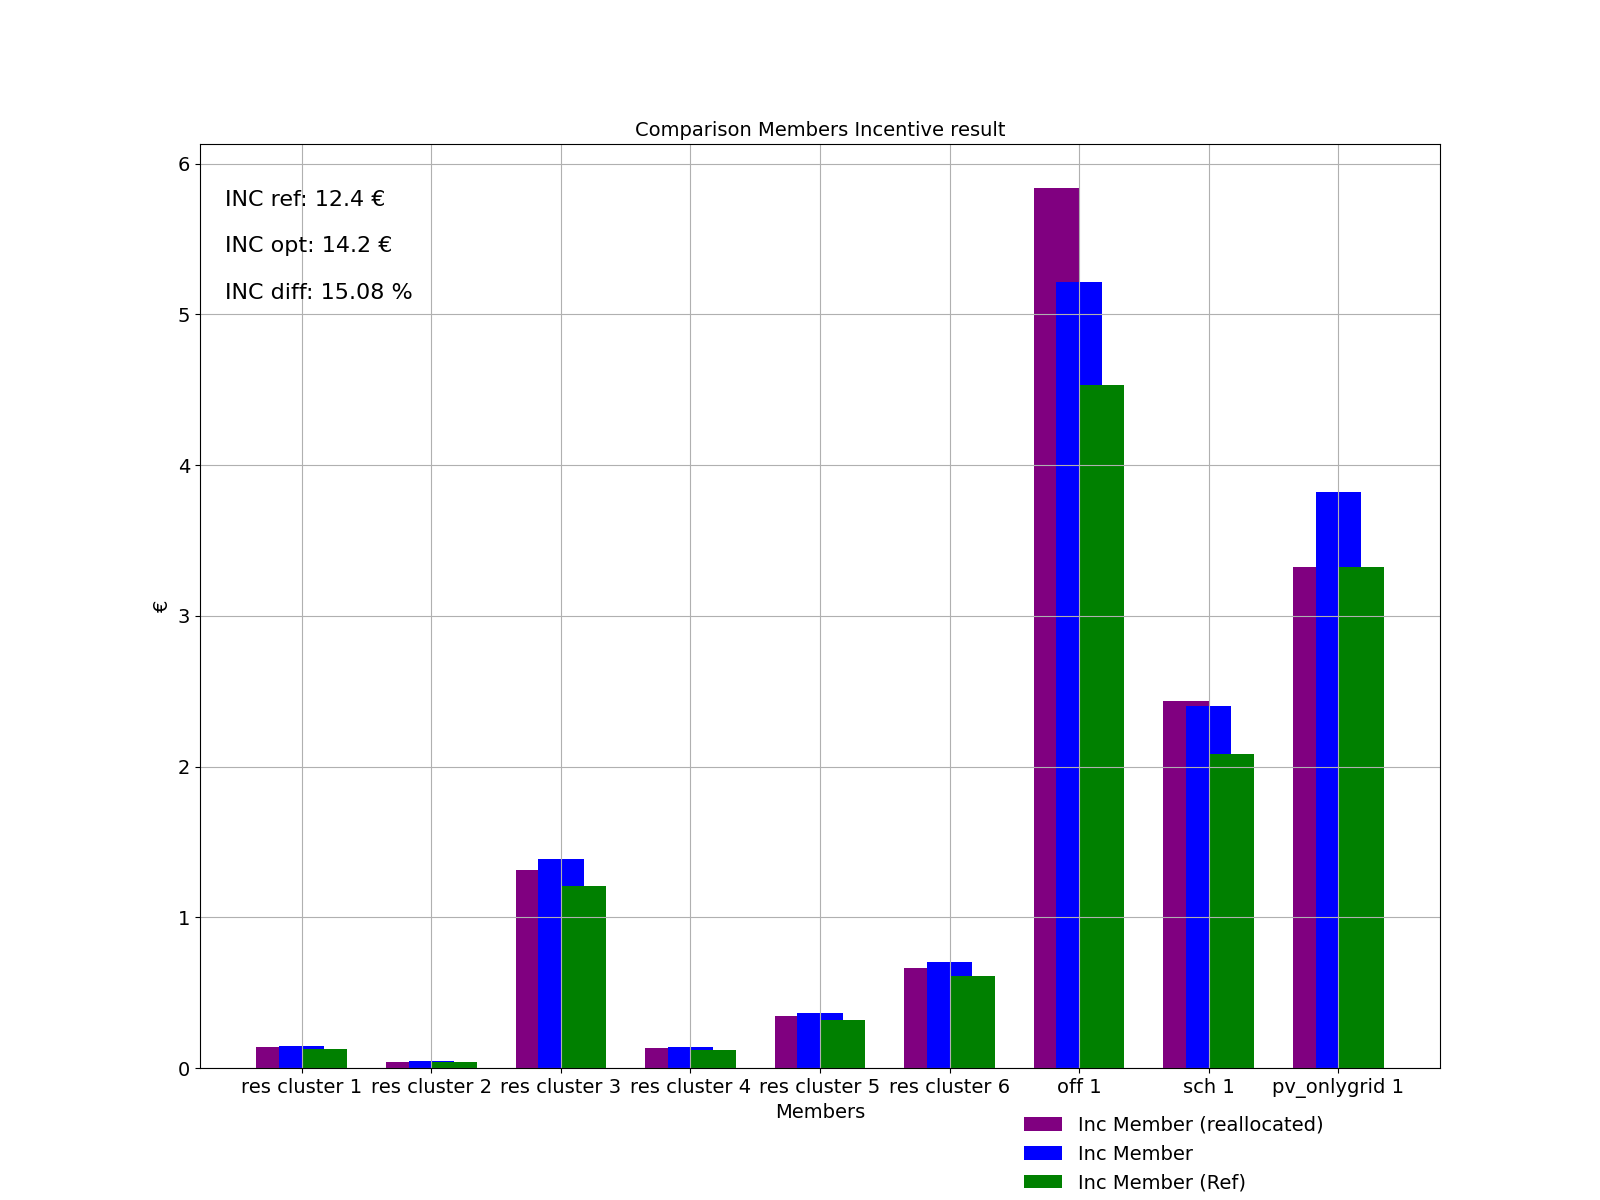 Comparison Members Incentive result
INC ref: 12.4 €
INC opt: 14.2 €
INC diff: 15.08 %
6
5
4
3
2
1
0
€
res cluster 1 res cluster 2 res cluster 3 res cluster 4 res cluster 5 res cluster 6 off 1 sch 1 pv_onlygrid 1
Members
Inc Member (reallocated)
Inc Member
Inc Member (Ref)